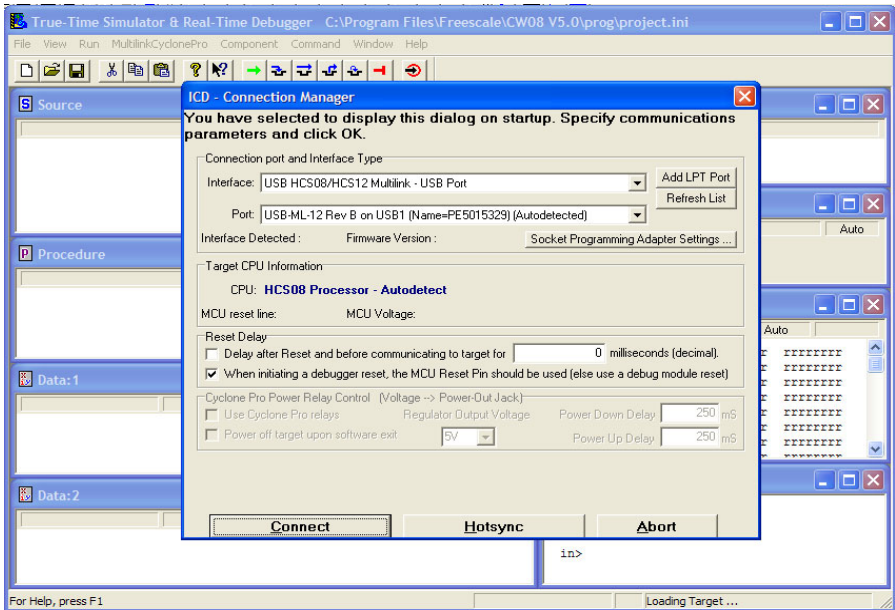 True-Time Simulator & Real-Time Debugger C:\Program Files\Freescale\CW08 V5.0\prog\project.ini
File View Run MultilinkCyclonePro Component Command Window Help
Source
Procedure
Data:1
Data:2
ICD - Connection Manager
You have selected to display this dialog on startup. Specify communications
parameters and click OK.
Connection port and Interface Type
Interface: USB HCS08/HCS12 Multilink - USB Port
Add LPT Port
Refresh List
Port: USB-ML-12 Rev B on USB1 (Name=PE5015329) (Autodetected)
Interface Detected : Firmware Version : Socket Programming Adapter Settings ...
Target CPU Information
CPU: HCS08 Processor - Autodetect
MCU reset line: MCU Voltage:
Reset Delay
Delay after Reset and before communicating to target for 0 milliseconds (decimal).
When initiating a debugger reset, the MCU Reset Pin should be used (else use a debug module reset)
Cyclone Pro Power Relay Control (Voltage --> Power-Out Jack)
Use Cyclone Pro relays Regulator Output Voltage Power Down Delay 250 mS
Power off target upon software exit 5V Power Up Delay 250 mS
Connect Hotsync Abort
Auto
Auto
r rrrrrrrr
r rrrrrrrr
r rrrrrrrr
r rrrrrrrr
r rrrrrrrr
r rrrrrrrr
r rrrrrrrr
in>
For Help, press F1
Loading Target ...